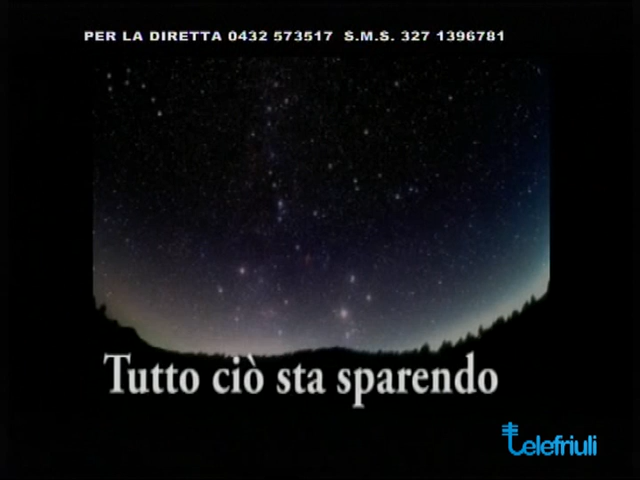 PER LA DIRETTA 0432 573517 S.M.S. 327 1396781
Tutto ciò sta sparendo
telefriuli